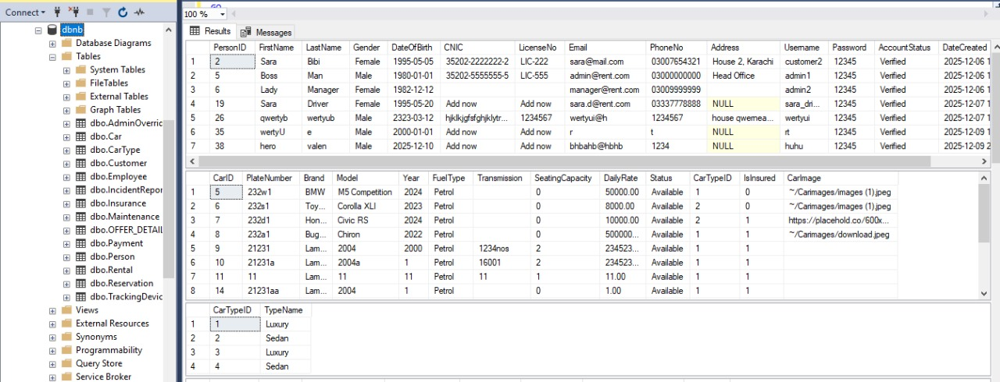 GO
Connect
100 %
dbnb
Database Diagrams
Tables
System Tables
FileTables
External Tables
Graph Tables
dbo.AdminOverric
dbo.Car
dbo.CarType
dbo.Customer
dbo.Employee
dbo.IncidentRepor
dbo.Insurance
dbo.Maintenance
dbo.OFFER_DETAIL
dbo.Payment
dbo.Person
dbo.Rental
dbo.Reservation
dbo.TrackingDevic
Views
External Resources
Synonyms
Programmability
Query Store
Service Broker
Results Messages
PersonID FirstName LastName Gender DateOfBirth CNIC LicenseNo Email PhoneNo Address Username Password AccountStatus DateCreated
1 2 Sara Bibi Female 1995-05-05 35202-2222222-2 LIC-222 sara@mail.com 03007654321 House 2, Karachi customer2 12345 Verified 2025-12-06 1
2 5 Boss Man Male 1980-01-01 35202-5555555-5 LIC-555 admin@rent.com 03000000000 Head Office admin1 12345 Verified 2025-12-06 1
3 6 Lady Manager Female 1982-12-12 manager@rent.com 03009999999 admin2 12345 Verified 2025-12-06 1
4 19 Sara Driver Female 1995-05-20 Add now Add now sara.d@rent.com 03337778888 NULL sara_dri... 12345 Verified 2025-12-07 1
5 26 qwertyb wertyub Male 2323-03-12 hjklkjgfsfghjklytr... 1234567 wertyui@h 1234567 house qwemea... wertyui 12345 Verified 2025-12-07 1
6 35 wertyU e Male 2000-01-01 Add now Add now r t NULL rt 12345 Verified 2025-12-09 1
7 38 hero valen Male 2025-12-10 Add now Add now bhbahb@hbhb 1234 NULL huhu 12345 Verified 2025-12-09 2
CarID PlateNumber Brand Model Year FuelType Transmission SeatingCapacity DailyRate Status CarTypeID IsInsured CarImage
1 5 232w1 BMW M5 Competition 2024 Petrol 0 50000.00 Available 1 0 ~/Carimages/images (1).jpeg
2 6 232s1 Toy... Corolla XLI 2023 Petrol 0 8000.00 Available 2 0 ~/Carimages/images (1).jpeg
3 7 232d1 Hon... Civic RS 2024 Petrol 0 10000.00 Available 2 1 https://placehold.co/600x...
4 8 232a1 Bug... Chiron 2022 Petrol 0 500000... Available 1 1 ~/Carimages/download.jpeg
5 9 21231 Lam... 2004 2000 Petrol 1234nos 2 234523... Available 1 1
6 10 21231a Lam... 2004a 1 Petrol 16001 2 234523... Available 1 1
7 11 11 Lam... 11 11 Petrol 11 1 11.00 Available 1 1
8 14 21231aa Lam... 2004 1 Petrol 0 1.00 Available 1 1
CarTypeID TypeName
1 1 Luxury
2 2 Sedan
3 3 Luxury
4 4 Sedan